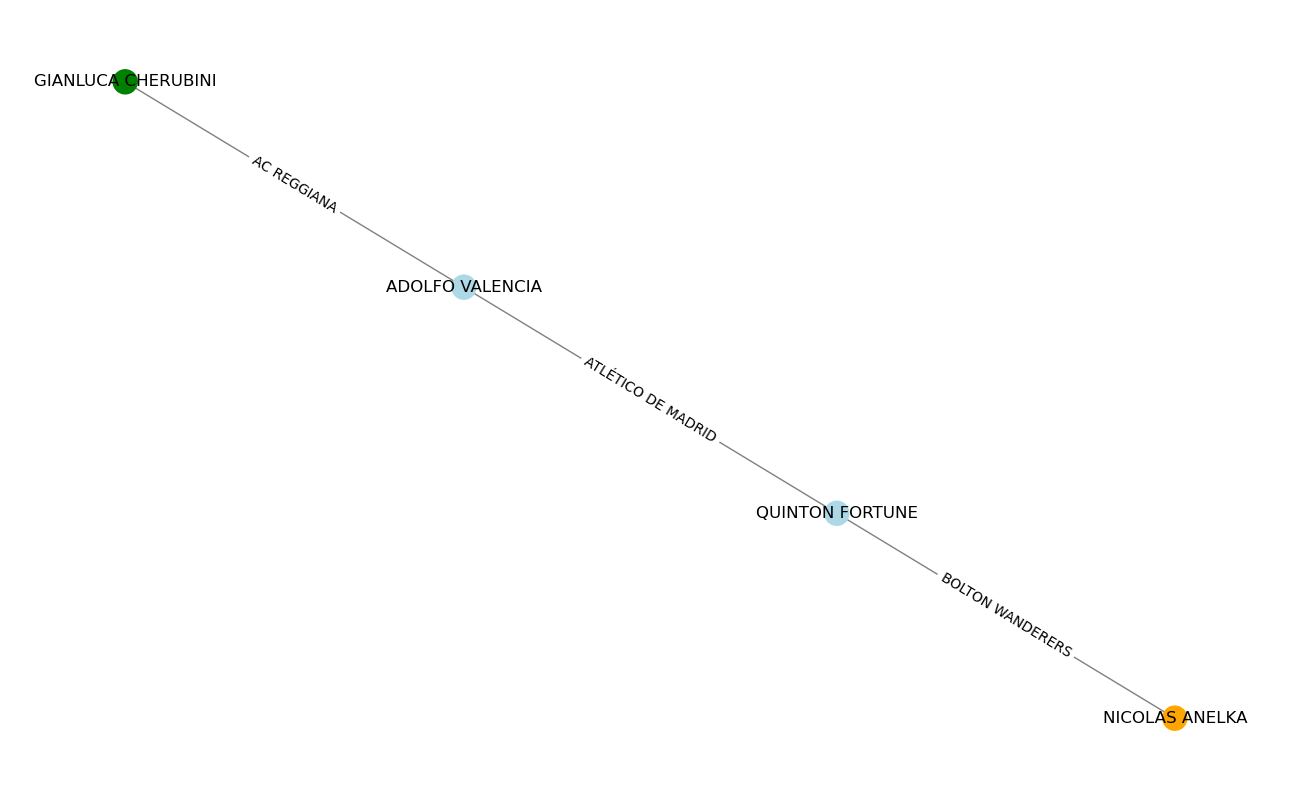 GIANLUCA CHERUBINI
AC REGGIANA
ADOLFO VALENCIA
ATLÉTICO DE MADRID
QUINTON FORTUNE
BOLTON WANDERERS
NICOLAS ANELKA